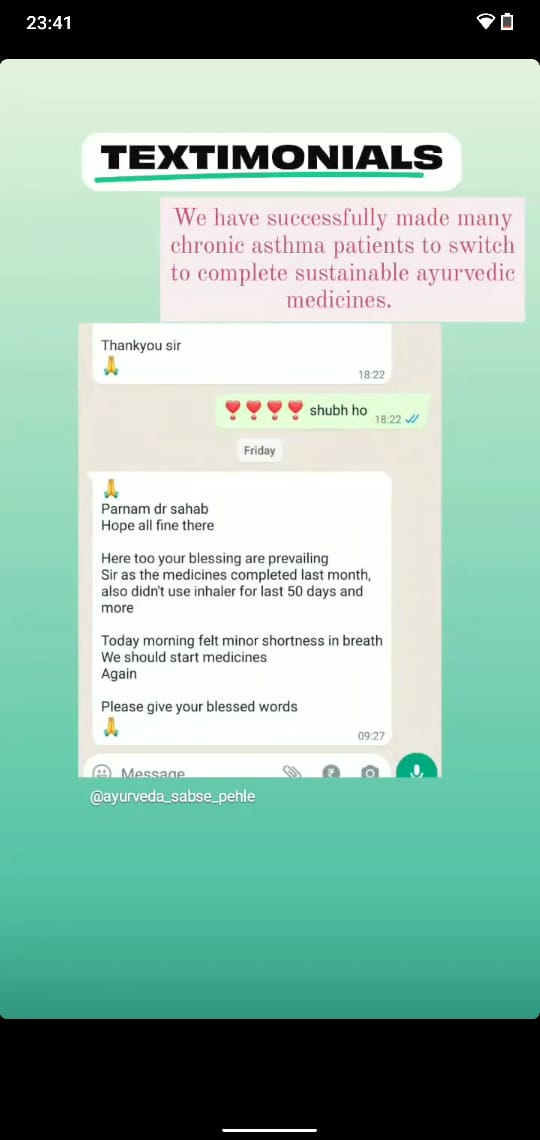 23:41
TEXTIMONIALS
We have successfully made many
chronic asthma patients to switch
to complete sustainable ayurvedic
medicines.
Thankyou sir
🙏
18:22
❣️❣️❣️❣️ shubh ho
18:22
Friday
🙏
Parnam dr sahab
Hope all fine there
Here too your blessing are prevailing
Sir as the medicines completed last month,
also didn't use inhaler for last 50 days and
more
Today morning felt minor shortness in breath
We should start medicines
Again
Please give your blessed words
🙏
09:27
Message
@ayurveda_sabse_pehle